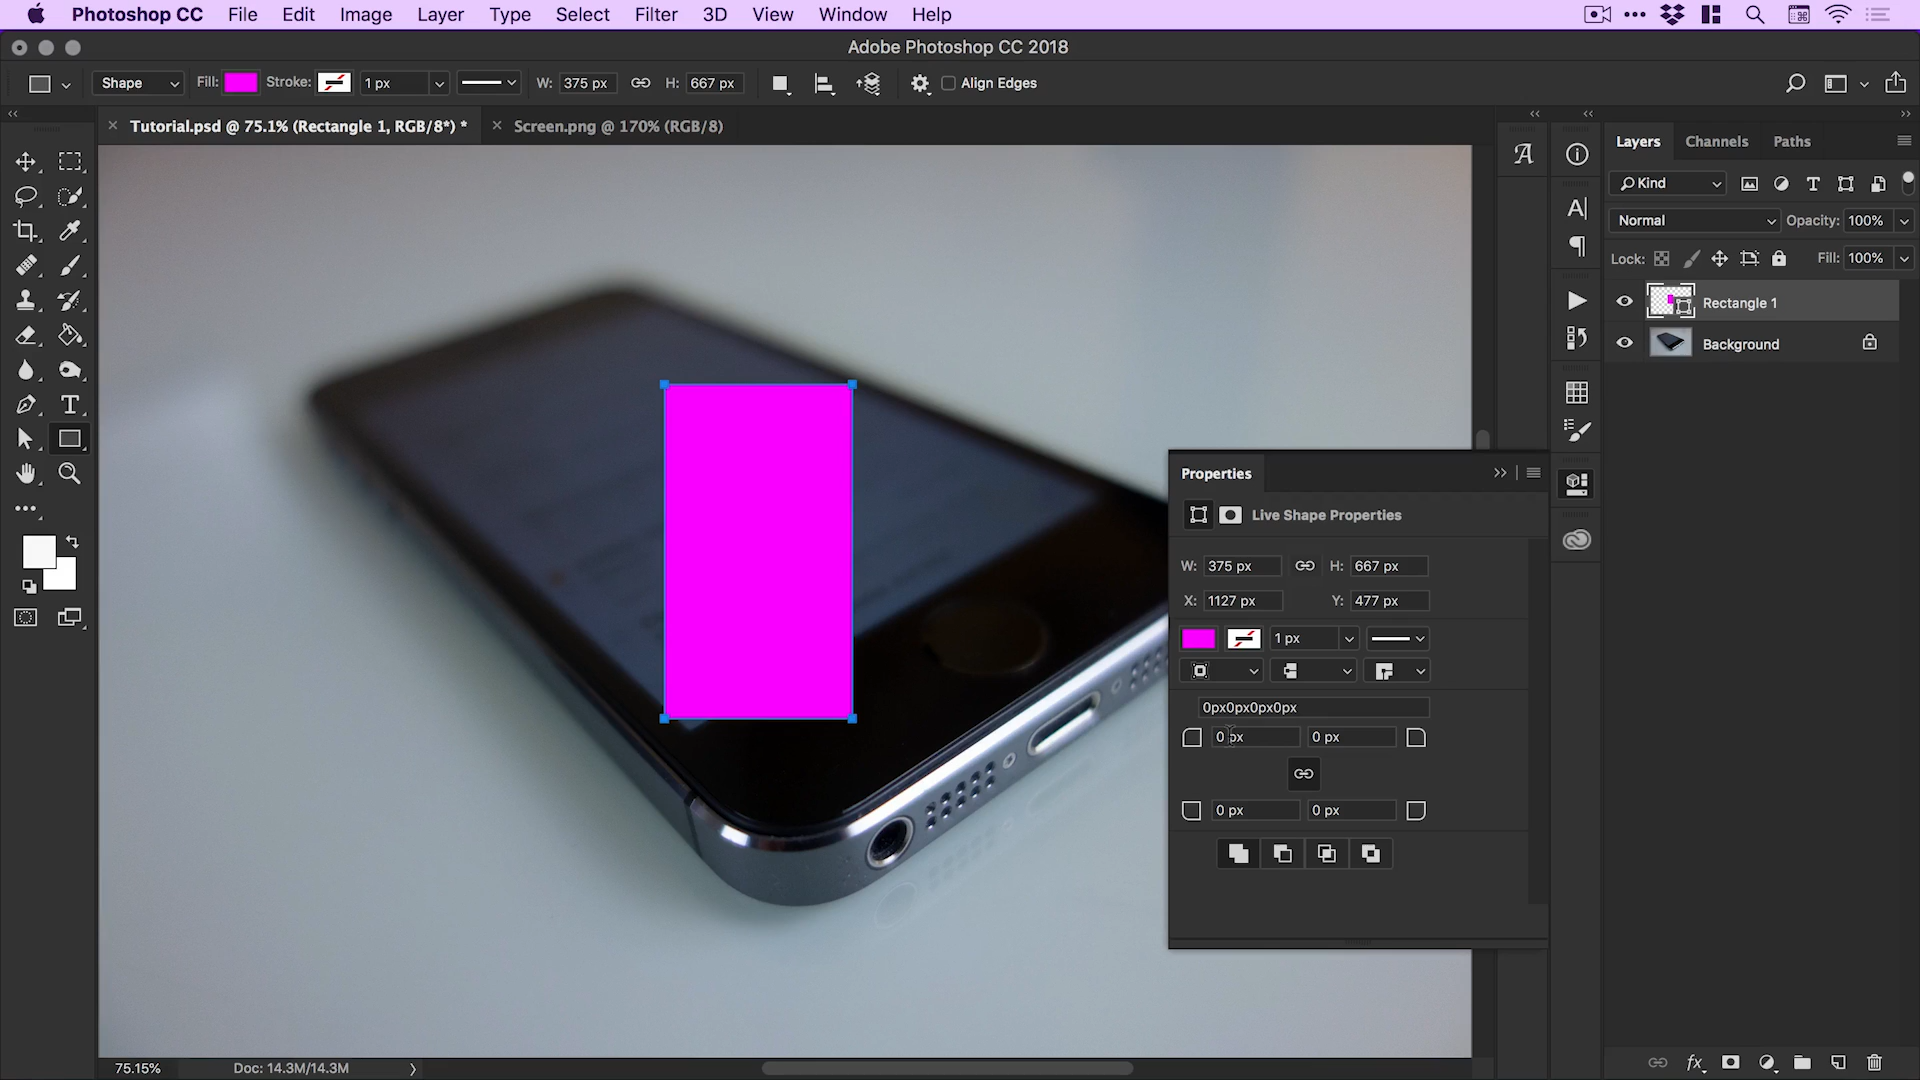 Photoshop CC File Edit Image Layer Type Select Filter 3D View Window Help
Adobe Photoshop CC 2018
Shape Fill: Stroke: 1 px W: 375 px H: 667 px Align Edges
Tutorial.psd @ 75.1% (Rectangle 1, RGB/8*) * Screen.png @ 170% (RGB/8)
Layers Channels Paths
Kind
Normal Opacity: 100%
Lock: Fill: 100%
Rectangle 1
Background
Properties
Live Shape Properties
W: 375 px H: 667 px
X: 1127 px Y: 477 px
1 px
0px0px0px0px
0 px 0 px
0 px 0 px
75.15% Doc: 14.3M/14.3M
fx